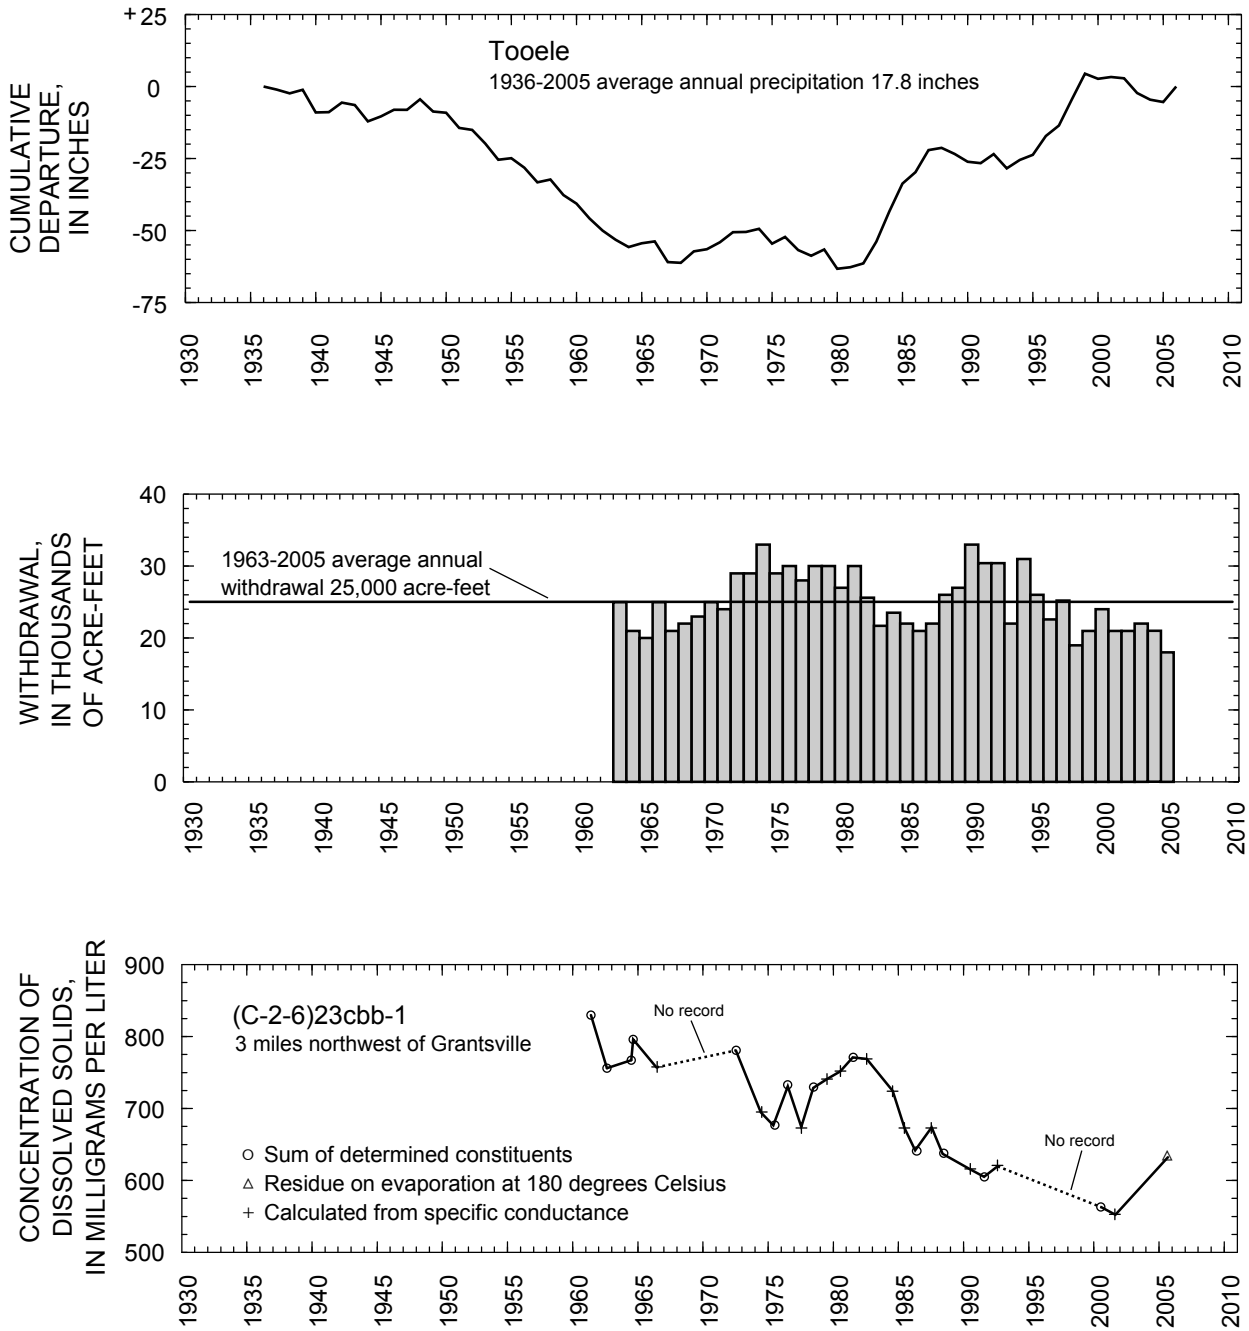 +25
0
-25
-50
-75
CUMULATIVE
DEPARTURE,
IN INCHES
Tooele
1936-2005 average annual precipitation 17.8 inches
1930 1935 1940 1945 1950 1955 1960 1965 1970 1975 1980 1985 1990 1995 2000 2005 2010
40
30
20
10
0
WITHDRAWAL,
IN THOUSANDS
OF ACRE-FEET
1963-2005 average annual
withdrawal 25,000 acre-feet
1930 1935 1940 1945 1950 1955 1960 1965 1970 1975 1980 1985 1990 1995 2000 2005 2010
900
800
700
600
500
CONCENTRATION OF
DISSOLVED SOLIDS,
IN MILLIGRAMS PER LITER
(C-2-6)23cbb-1
3 miles northwest of Grantsville
No record
No record
Sum of determined constituents
Residue on evaporation at 180 degrees Celsius
Calculated from specific conductance
1930 1935 1940 1945 1950 1955 1960 1965 1970 1975 1980 1985 1990 1995 2000 2005 2010